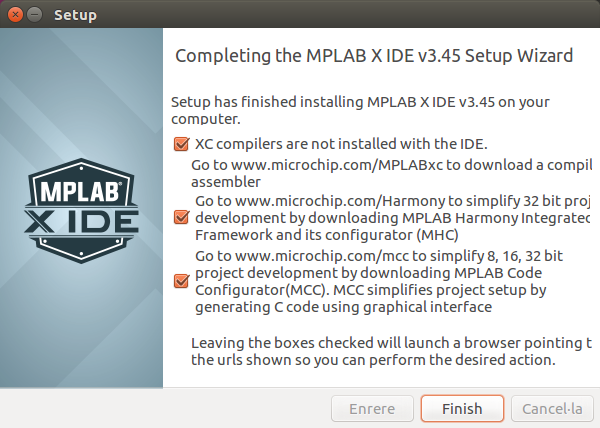 Setup
Completing the MPLAB X IDE v3.45 Setup Wizard
Setup has finished installing MPLAB X IDE v3.45 on your
computer.
XC compilers are not installed with the IDE.
Go to www.microchip.com/MPLABxc to download a compil
assembler
Go to www.microchip.com/Harmony to simplify 32 bit proj
development by downloading MPLAB Harmony Integrated
Framework and its configurator (MHC)
Go to www.microchip.com/mcc to simplify 8, 16, 32 bit
project development by downloading MPLAB Code
Configurator(MCC). MCC simplifies project setup by
generating C code using graphical interface
Leaving the boxes checked will launch a browser pointing t
the urls shown so you can perform the desired action.
MPLAB®
X IDE
Enrere
Finish
Cancel·la